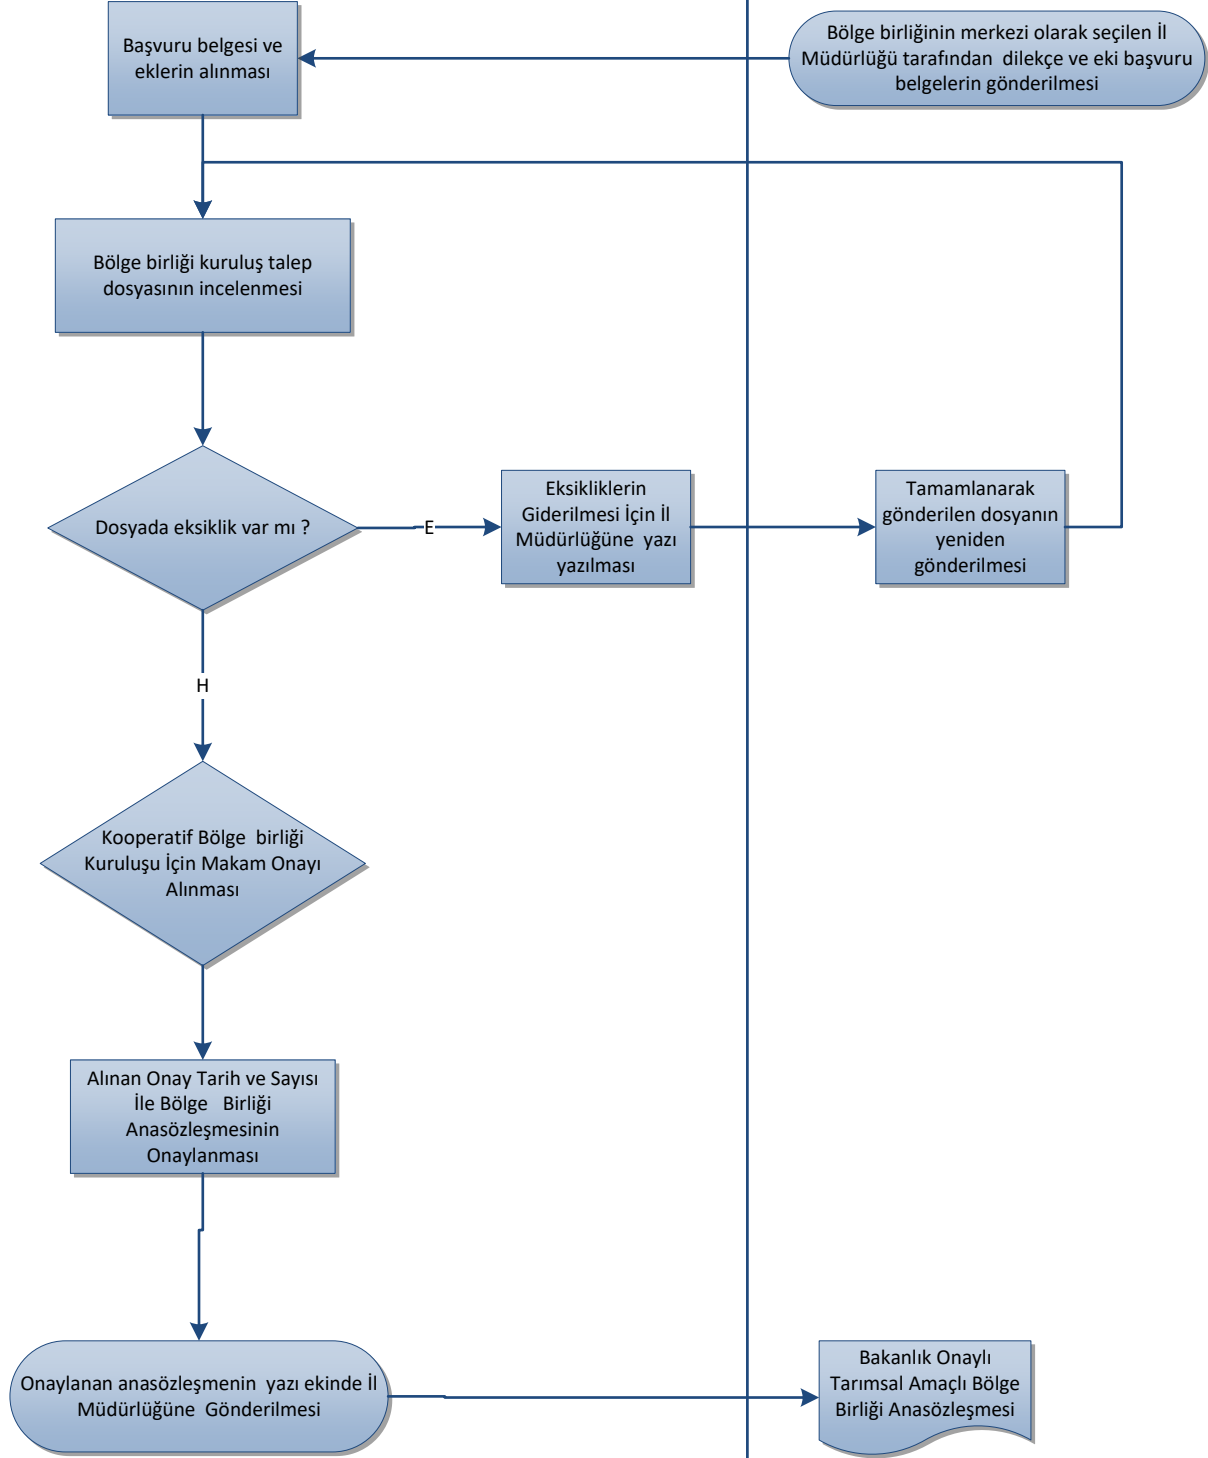 Başvuru belgesi ve
eklerin alınması
Bölge birliğinin merkezi olarak seçilen İl
Müdürlüğü tarafından dilekçe ve eki başvuru
belgelerin gönderilmesi
Bölge birliği kuruluş talep
dosyasının incelenmesi
Dosyada eksiklik var mı ?
E
Eksikliklerin
Giderilmesi İçin İl
Müdürlüğüne yazı
yazılması
Tamamlanarak
gönderilen dosyanın
yeniden
gönderilmesi
H
Kooperatif Bölge birliği
Kuruluşu İçin Makam Onayı
Alınması
Alınan Onay Tarih ve Sayısı
İle Bölge Birliği
Anasözleşmesinin
Onaylanması
Onaylanan anasözleşmenin yazı ekinde İl
Müdürlüğüne Gönderilmesi
Bakanlık Onaylı
Tarımsal Amaçlı Bölge
Birliği Anasözleşmesi